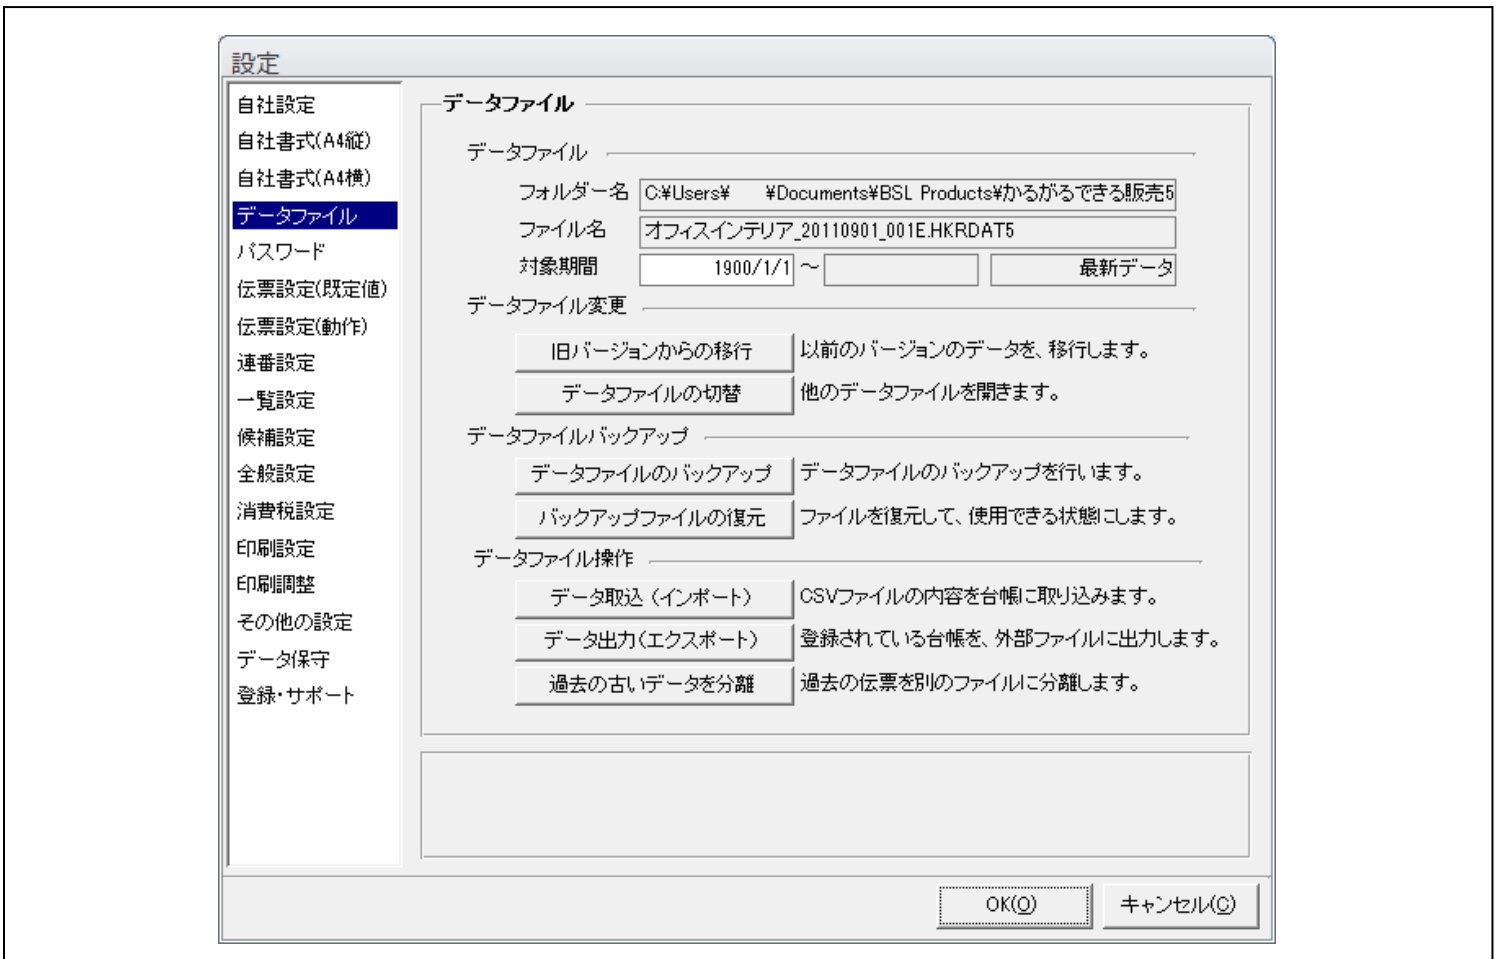 設定
自社設定
自社書式(A4縦)
自社書式(A4横)
データファイル
パスワード
伝票設定(既定値)
伝票設定(動作)
連番設定
一覧設定
候補設定
全般設定
消費税設定
印刷設定
印刷調整
その他の設定
データ保守
登録・サポート
データファイル
データファイル
フォルダー名 C:¥Users¥ ¥Documents¥BSL Products¥かるがるできる販売5
ファイル名 オフィスインテリア_20110901_001E.HKRDAT5
対象期間 1900/1/1 ～ 最新データ
データファイル変更
旧バージョンからの移行 以前のバージョンのデータを、移行します。
データファイルの切替 他のデータファイルを開きます。
データファイルバックアップ
データファイルのバックアップ データファイルのバックアップを行います。
バックアップファイルの復元 ファイルを復元して、使用できる状態にします。
データファイル操作
データ取込（インポート） CSVファイルの内容を台帳に取り込みます。
データ出力(エクスポート) 登録されている台帳を、外部ファイルに出力します。
過去の古いデータを分離 過去の伝票を別のファイルに分離します。
OK(O) キャンセル(C)